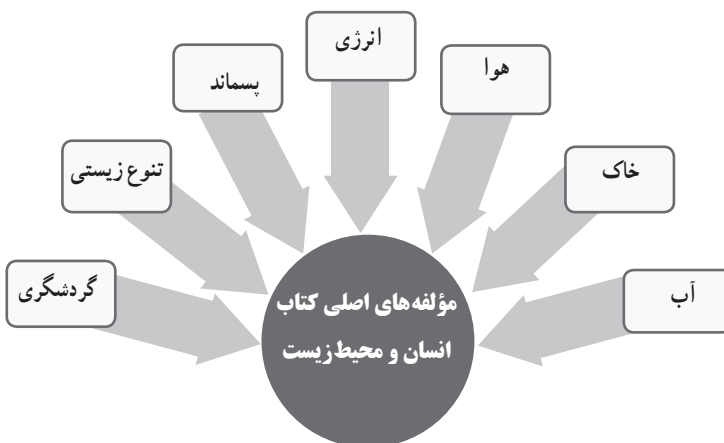 آب
خاک
هوا
انرژی
پسماند
تنوع زیستی
گردشگری
مؤلفه‌های اصلی کتاب
انسان و محیط‌زیست